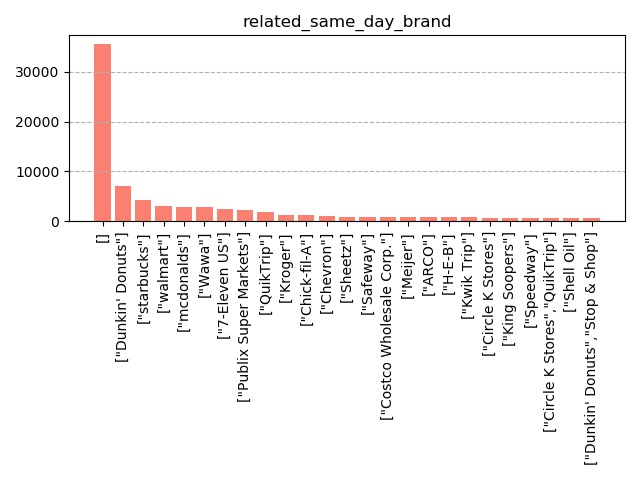 related_same_day_brand
30000
20000
10000
0
[]
["Dunkin' Donuts"]
["starbucks"]
["walmart"]
["mcdonalds"]
["Wawa"]
["7-Eleven US"]
["Publix Super Markets"]
["QuikTrip"]
["Kroger"]
["Chick-fil-A"]
["Chevron"]
["Sheetz"]
["Safeway"]
["Costco Wholesale Corp."]
["Meijer"]
["ARCO"]
["H-E-B"]
["Kwik Trip"]
["Circle K Stores"]
["King Soopers"]
["Speedway"]
["Circle K Stores","QuikTrip"]
["Shell Oil"]
["Dunkin' Donuts","Stop & Shop"]